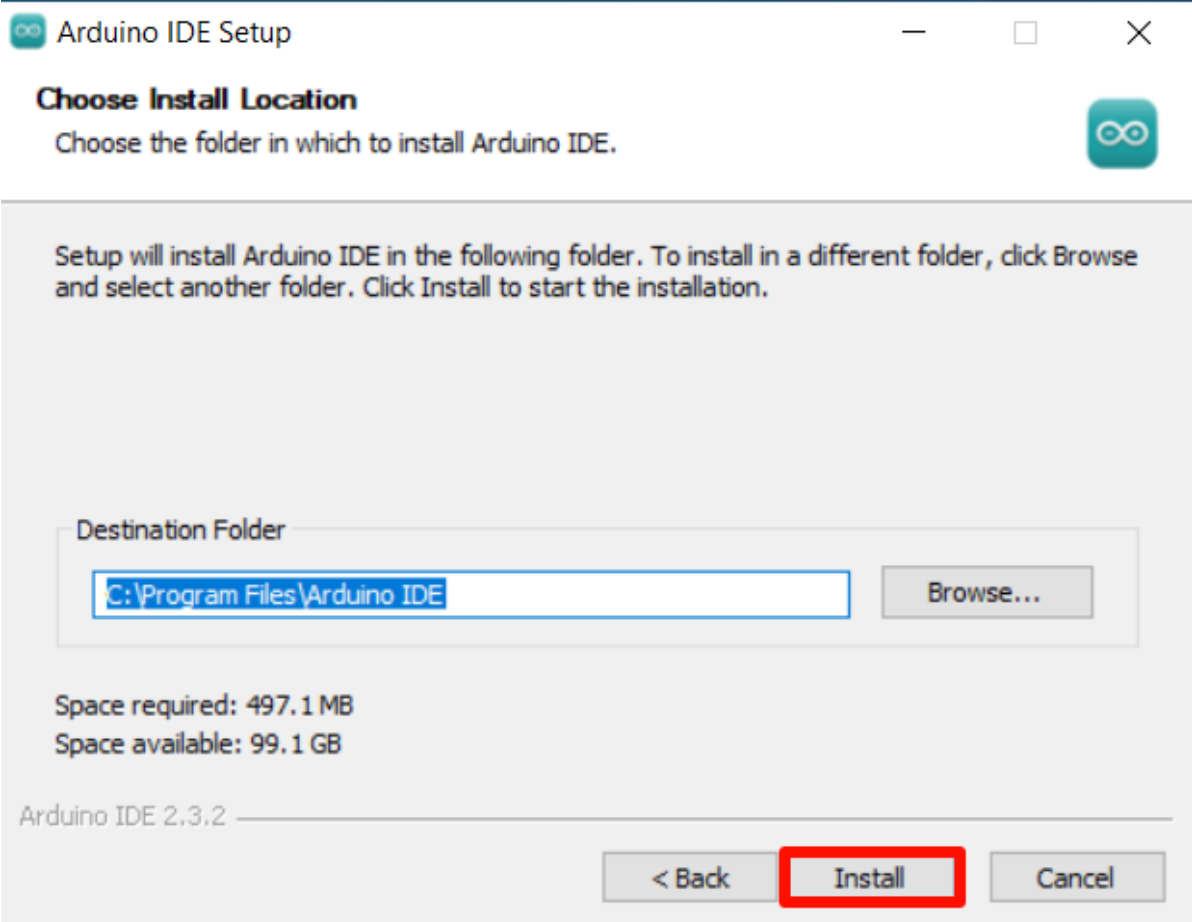 Arduino IDE Setup
Choose Install Location
Choose the folder in which to install Arduino IDE.
Setup will install Arduino IDE in the following folder. To install in a different folder, click Browse
and select another folder. Click Install to start the installation.
Destination Folder
C:\Program Files\Arduino IDE
Browse...
Space required: 497.1 MB
Space available: 99.1 GB
Arduino IDE 2.3.2
< Back
Install
Cancel